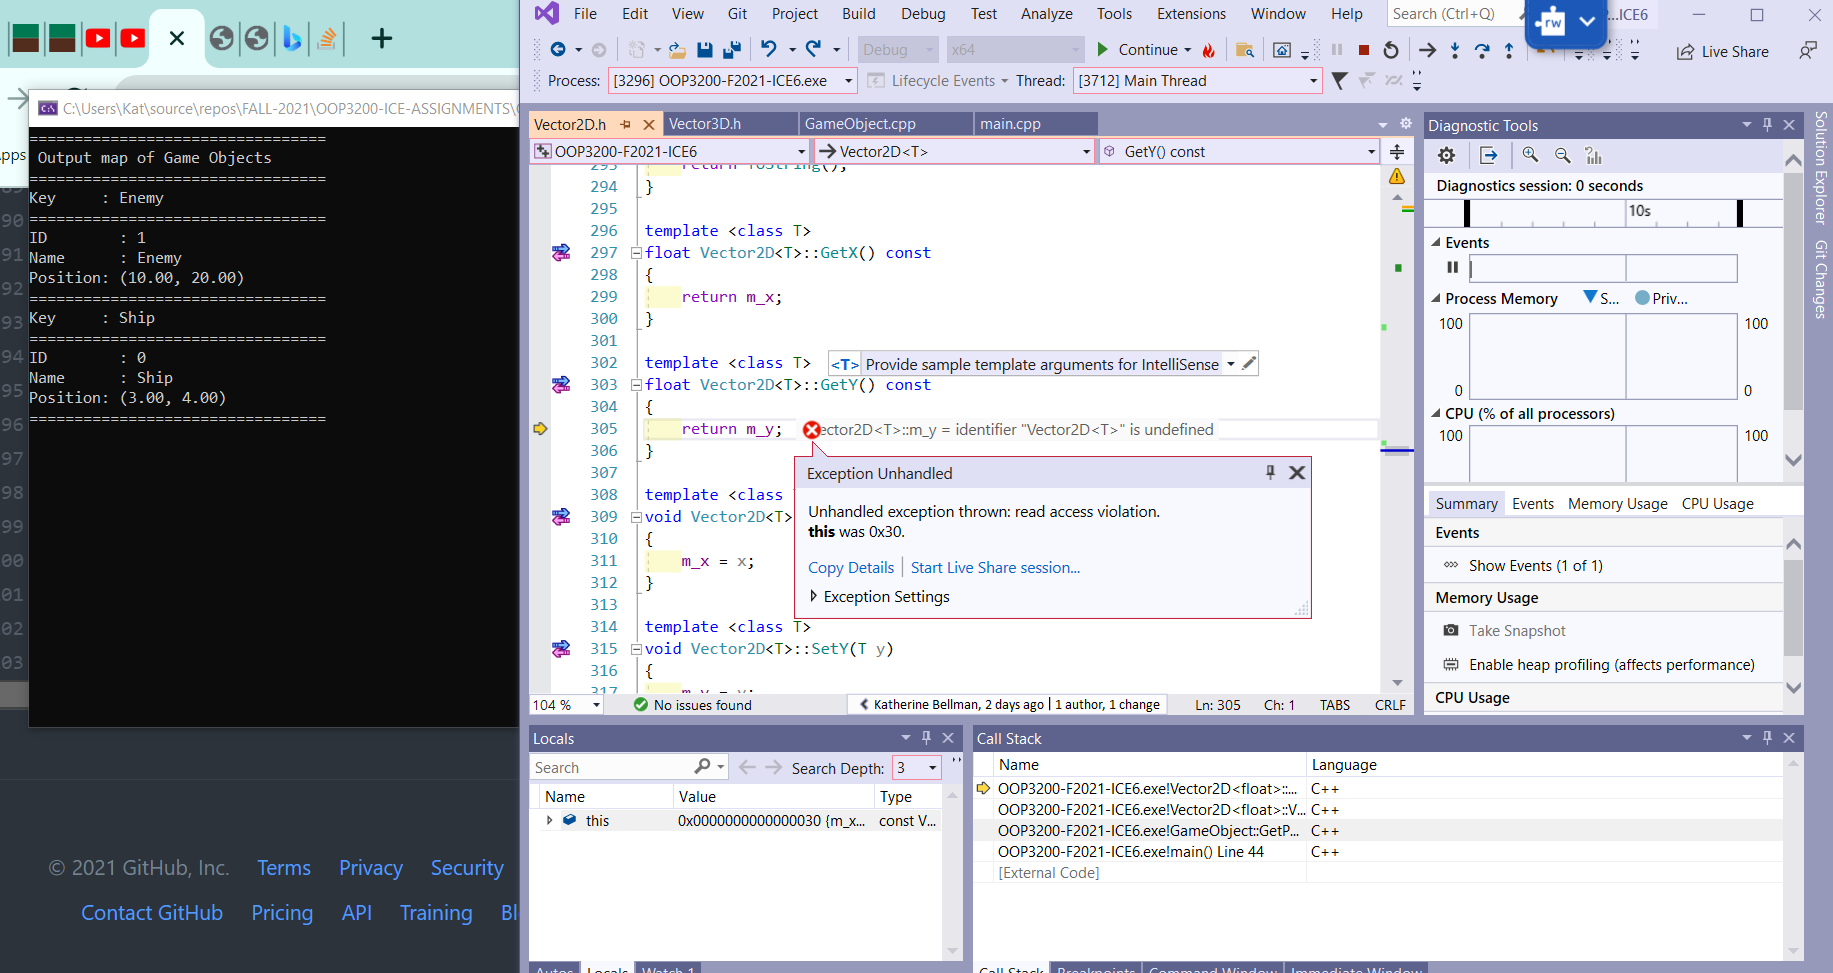 File Edit View Git Project Build Debug Test Analyze Tools Extensions Window Help Search (Ctrl+Q) rw ...ICE6
Debug x64 Continue Live Share
Process: [3296] OOP3200-F2021-ICE6.exe Lifecycle Events Thread: [3712] Main Thread
C:\Users\Kat\source\repos\FALL-2021\OOP3200-ICE-ASSIGNMENTS\
=================================
Output map of Game Objects
=================================
Key     : Enemy
=================================
ID        : 1
Name      : Enemy
Position: (10.00, 20.00)
=================================
Key     : Ship
=================================
ID        : 0
Name      : Ship
Position: (3.00, 4.00)
=================================
pps
90
91
92
93
94
95
96
97
98
99
00
01
02
03
© 2021 GitHub, Inc. Terms Privacy Security
Contact GitHub Pricing API Training Bl
Vector2D.h Vector3D.h GameObject.cpp main.cpp
OOP3200-F2021-ICE6 Vector2D<T> GetY() const
293 return ToString();
294 }
295
296 template <class T>
297 float Vector2D<T>::GetX() const
298 {
299 return m_x;
300 }
301
302 template <class T> <T> Provide sample template arguments for IntelliSense
303 float Vector2D<T>::GetY() const
304 {
305 return m_y; ector2D<T>::m_y = identifier "Vector2D<T>" is undefined
306 }
307
308 template <class
309 void Vector2D<T>
310 {
311 m_x = x;
312 }
313
314 template <class T>
315 void Vector2D<T>::SetY(T y)
316 {
317 m_y = y;
Exception Unhandled
Unhandled exception thrown: read access violation.
this was 0x30.
Copy Details Start Live Share session...
Exception Settings
104 % No issues found Katherine Bellman, 2 days ago | 1 author, 1 change Ln: 305 Ch: 1 TABS CRLF
Diagnostic Tools
Diagnostics session: 0 seconds
10s
Events
Process Memory S... Priv...
100 100
0 0
CPU (% of all processors)
100 100
Summary Events Memory Usage CPU Usage
Events
Show Events (1 of 1)
Memory Usage
Take Snapshot
Enable heap profiling (affects performance)
CPU Usage
Solution Explorer
Git Changes
Locals
Search Search Depth: 3
Name Value Type
this 0x0000000000000030 {m_x... const V...
Autos Locals Watch 1
Call Stack
Name Language
OOP3200-F2021-ICE6.exe!Vector2D<float>::... C++
OOP3200-F2021-ICE6.exe!Vector2D<float>::V... C++
OOP3200-F2021-ICE6.exe!GameObject::GetP... C++
OOP3200-F2021-ICE6.exe!main() Line 44 C++
[External Code]
Call Stack Breakpoints Command Window Immediate Window